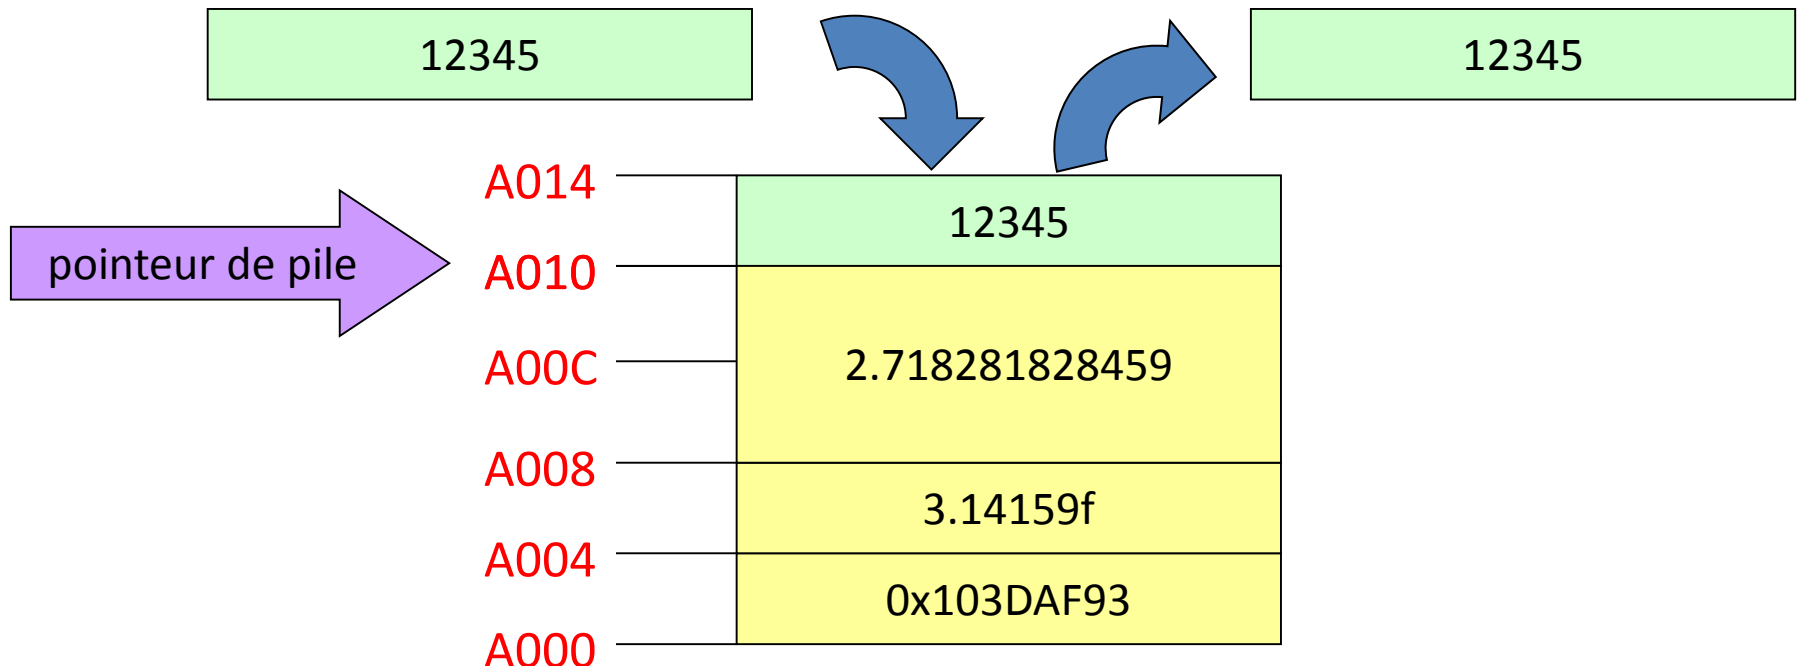 12345
12345
A014
12345
pointeur de pile
A010
A00C
2.718281828459
A008
3.14159f
A004
0x103DAF93
A000